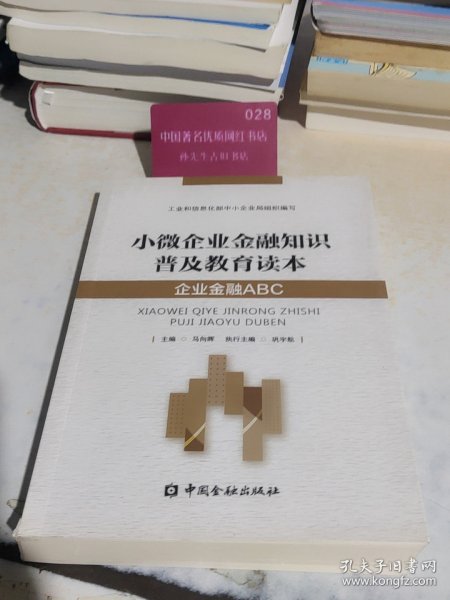 028
中国著名优质网红书店
孙先生古旧书店
工业和信息化部中小企业局组织编写
小微企业金融知识
普及教育读本
企业金融ABC
XIAOWEI QIYE JINRONG ZHISHI
PUJI JIAOYU DUBEN
主编 ○ 马向晖 执行主编 ○ 巩宇航
中国金融出版社
孔夫子旧书网
www.kongfz.com